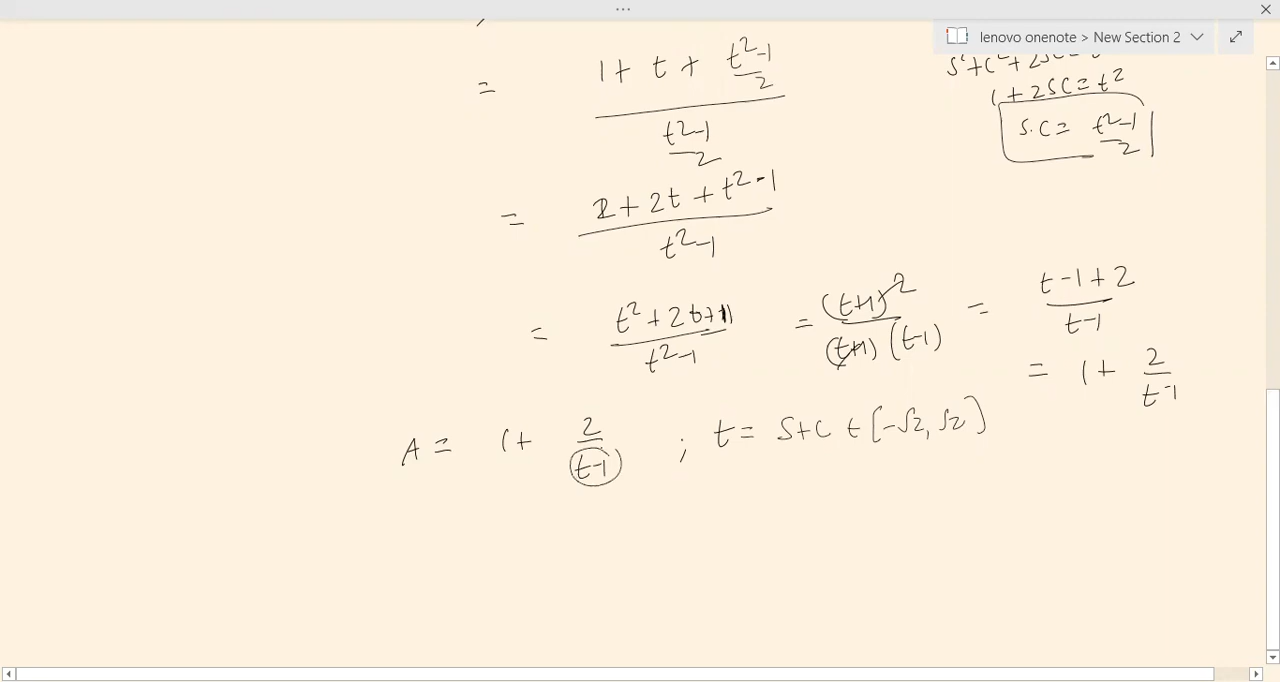 lenovo onenote > New Section 2
= (1 + t + (t²-1)/2) / ((t²-1)/2)
1 + 2SC = t²
S.C = (t²-1)/2
= (2 + 2t + t² - 1) / (t²-1)
= (t² + 2t + 1) / (t²-1) = (t+1)² / (t+1)(t-1) = (t-1+2) / (t-1)
= 1 + 2/(t-1)
A = 1 + 2/(t-1) ; t = S+C ∈ [-√2, √2]